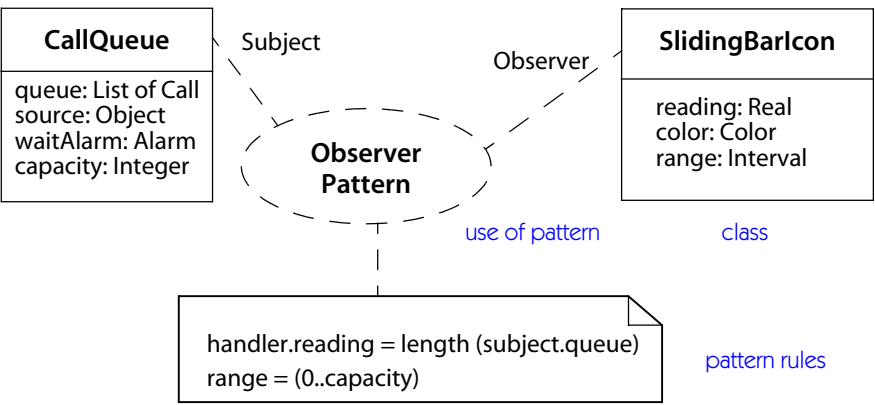 CallQueue
queue: List of Call
source: Object
waitAlarm: Alarm
capacity: Integer
Subject
Observer
SlidingBarIcon
reading: Real
color: Color
range: Interval
Observer
Pattern
use of pattern
class
handler.reading = length (subject.queue)
range = (0..capacity)
pattern rules